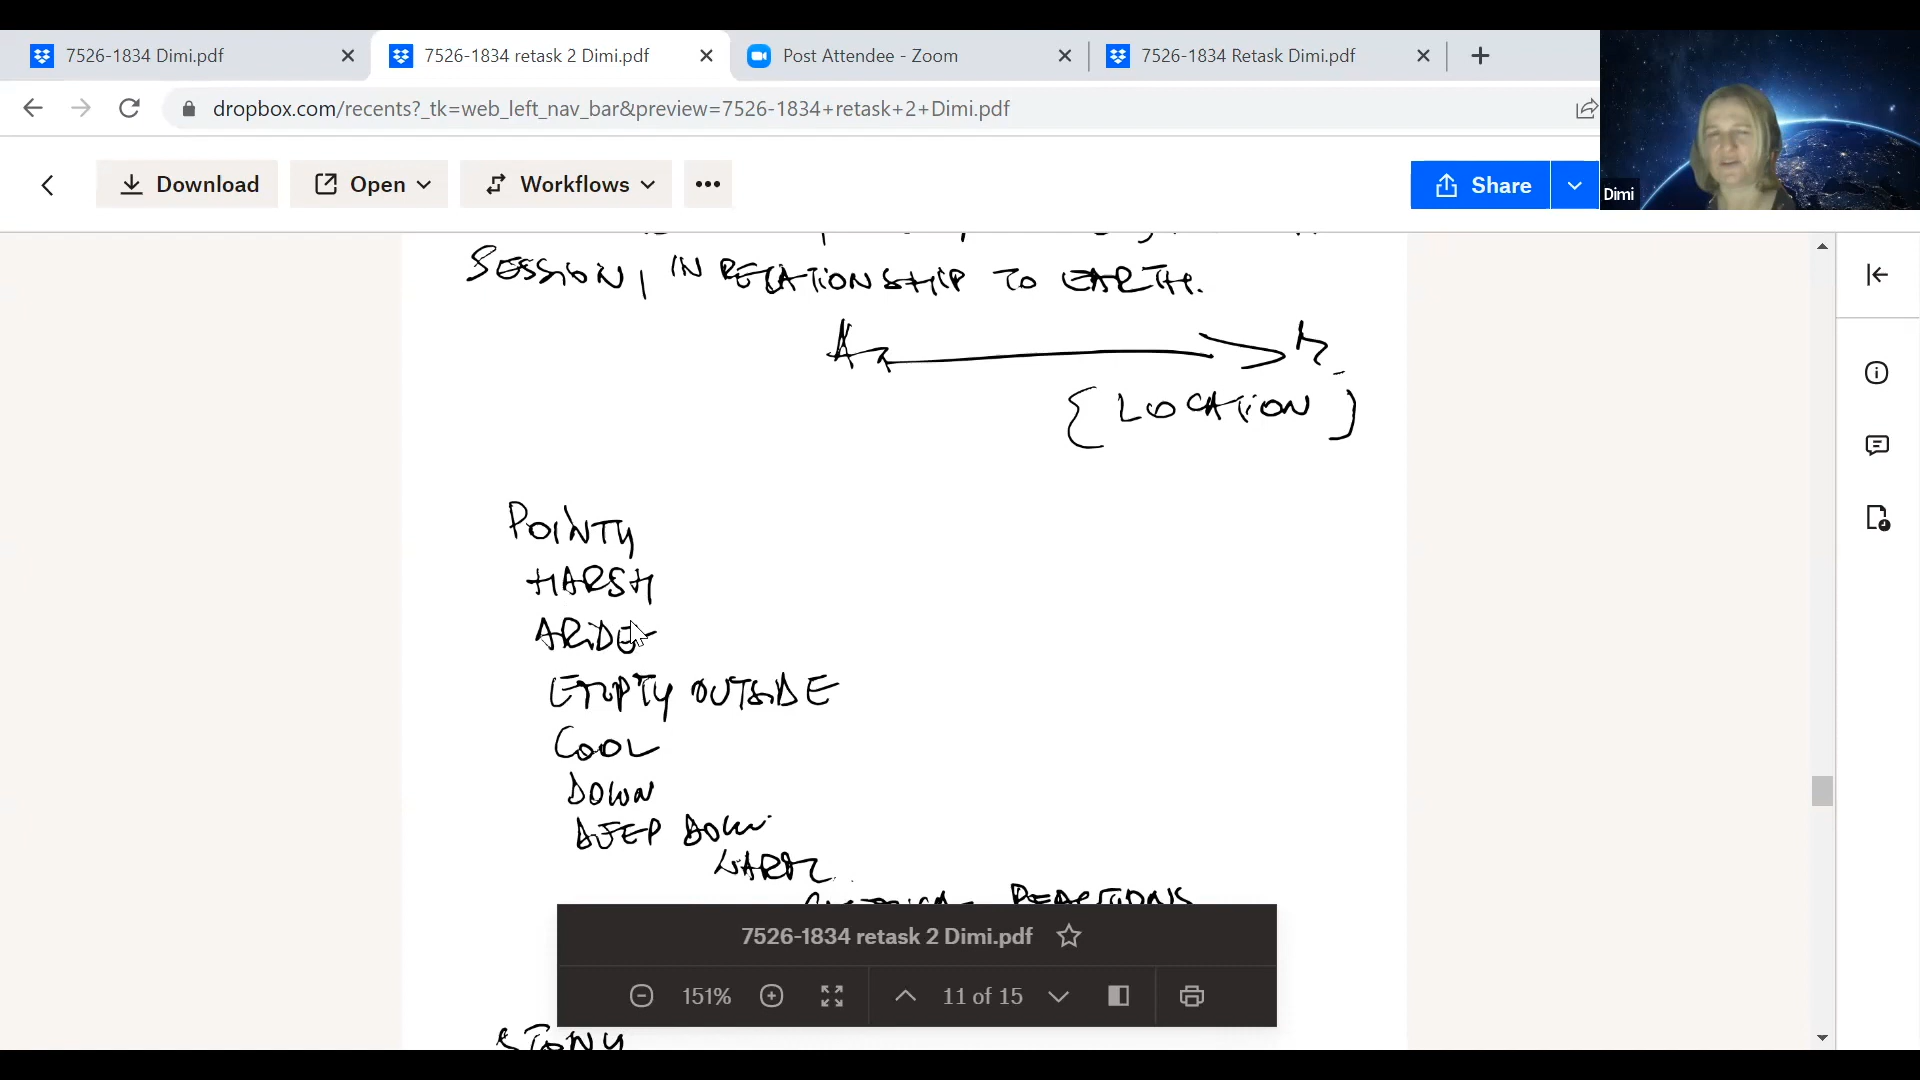 7526-1834 Dimi.pdf
7526-1834 retask 2 Dimi.pdf
Post Attendee - Zoom
7526-1834 Retask Dimi.pdf
dropbox.com/recents?_tk=web_left_nav_bar&preview=7526-1834+retask+2+Dimi.pdf
Dimi
Download
Open
Workflows
Share
SESSION, IN RELATIONSHIP TO EARTH.
{ LOCATION }
POINTY
HARSH
ARIDE
EMPTY OUTSIDE
COOL
DOWN
DEEP DOWN
REACTIONS
7526-1834 retask 2 Dimi.pdf
151%
11 of 15
STONY